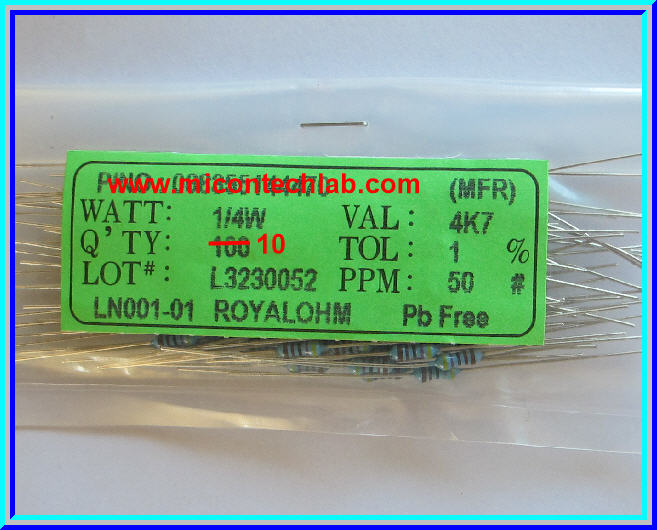 P/NO
www.micontechlab.com
(MFR)
WATT: 1/4W VAL: 4K7
Q'TY: 100 10 TOL: 1 %
LOT#: L3230052 PPM: 50 #
LN001-01 ROYALOHM Pb Free